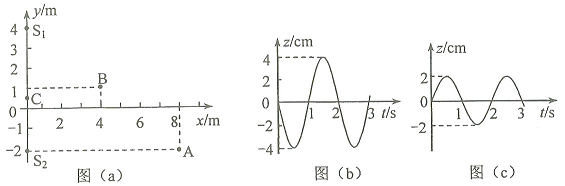 y/m
4
S₁
3
2
1
B
C
0
2
4
6
8
x/m
−1
−2
S₂
A
图（a）
z/cm
4
2
0
1
2
3
t/s
−2
−4
图（b）
z/cm
2
0
1
2
3
t/s
−2
图（c）